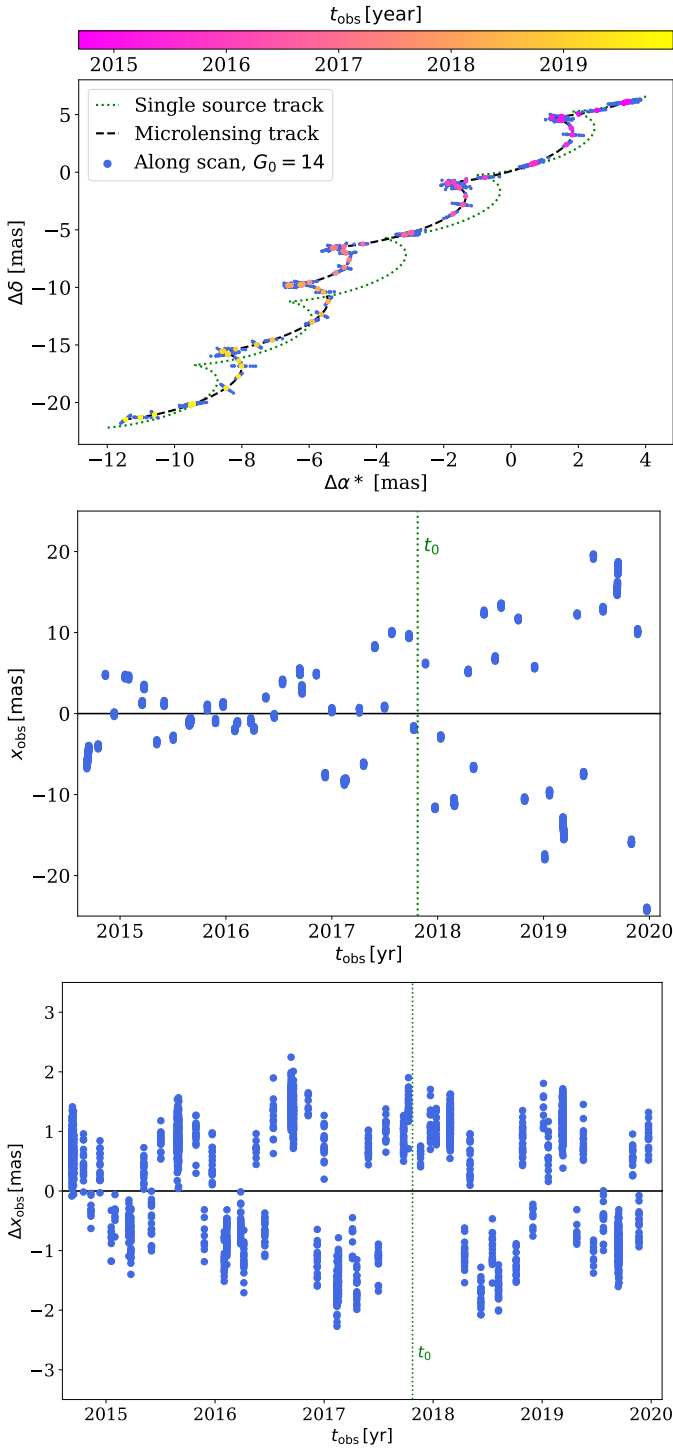 t_obs [year]
2015 2016 2017 2018 2019
Single source track
Microlensing track
Along scan, G_0 = 14
5
0
−5
−10
−15
−20
Δδ [mas]
−12 −10 −8 −6 −4 −2 0 2 4
Δα* [mas]
t_0
20
10
0
−10
−20
x_obs [mas]
2015 2016 2017 2018 2019 2020
t_obs [yr]
3
2
1
0
−1
−2
−3
Δx_obs [mas]
t_0
2015 2016 2017 2018 2019 2020
t_obs [yr]